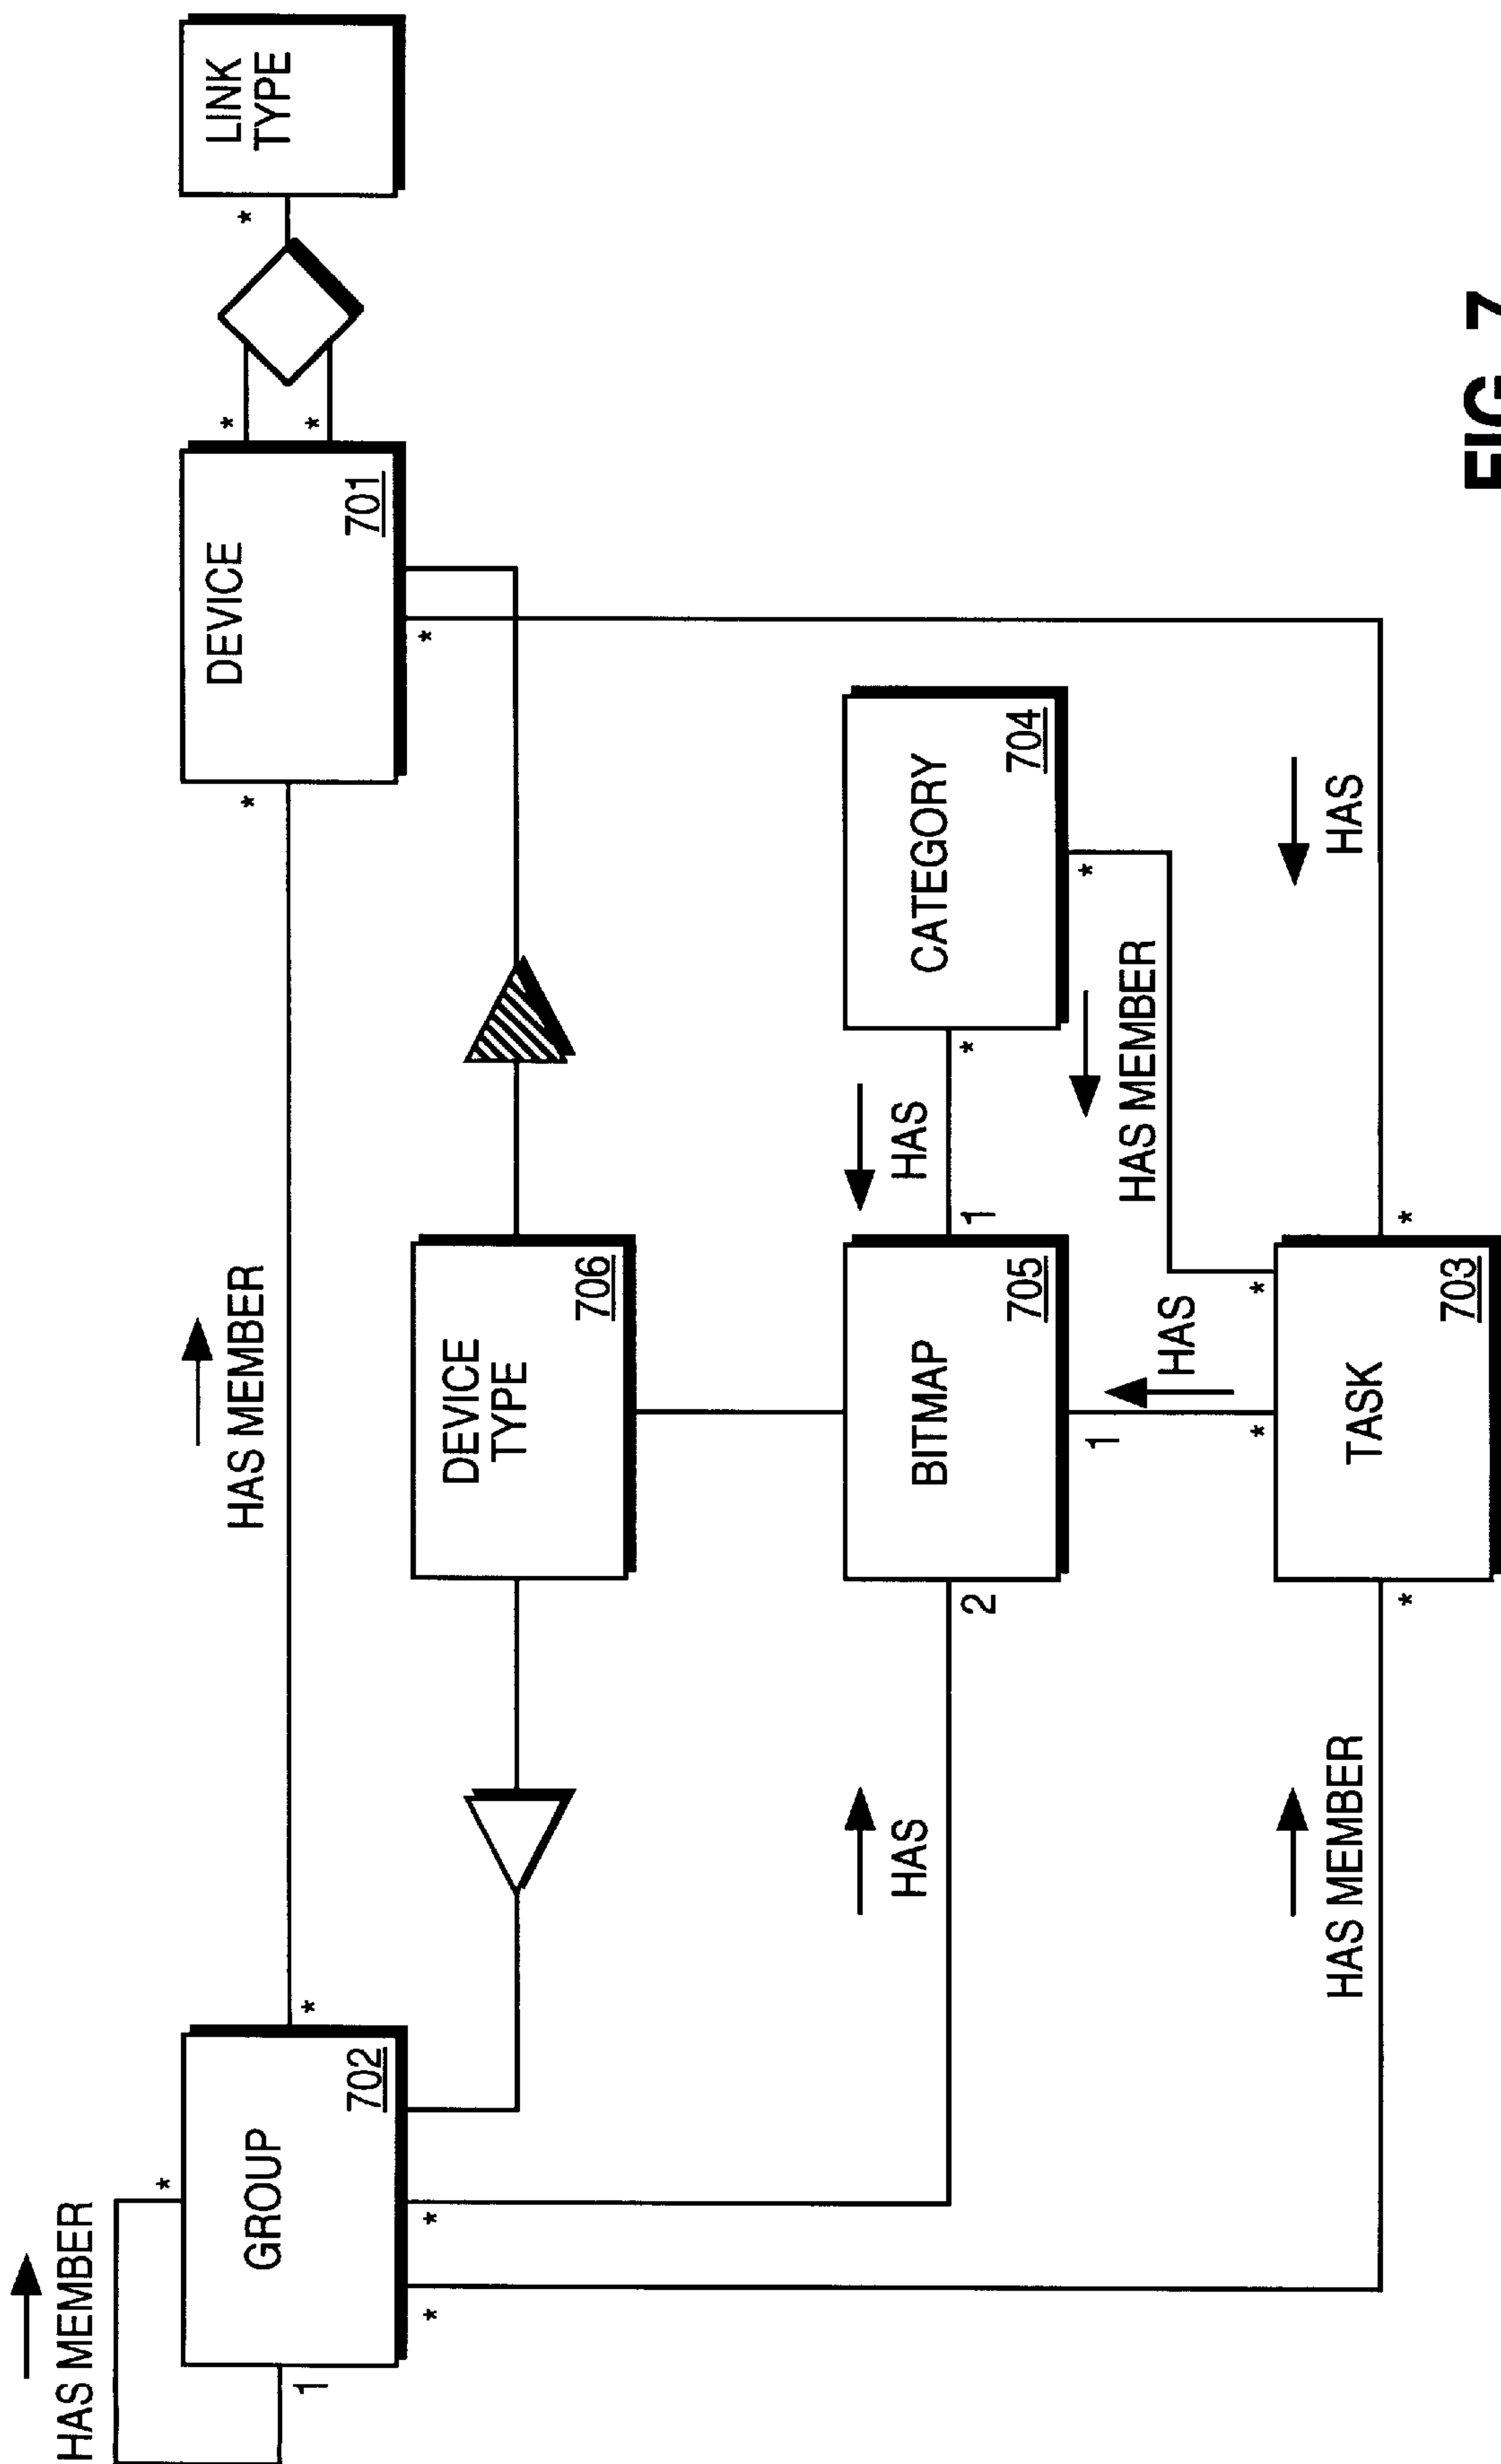 HAS MEMBER
*
1
GROUP
702
*
*
*
HAS MEMBER
*
DEVICE
701
*
*
*
*
LINK
TYPE
DEVICE
TYPE
706
HAS
2
BITMAP
705
1
1
HAS
*
CATEGORY
704
*
HAS MEMBER
HAS
*
*
HAS MEMBER
*
TASK
703
*
HAS
FIG. 7